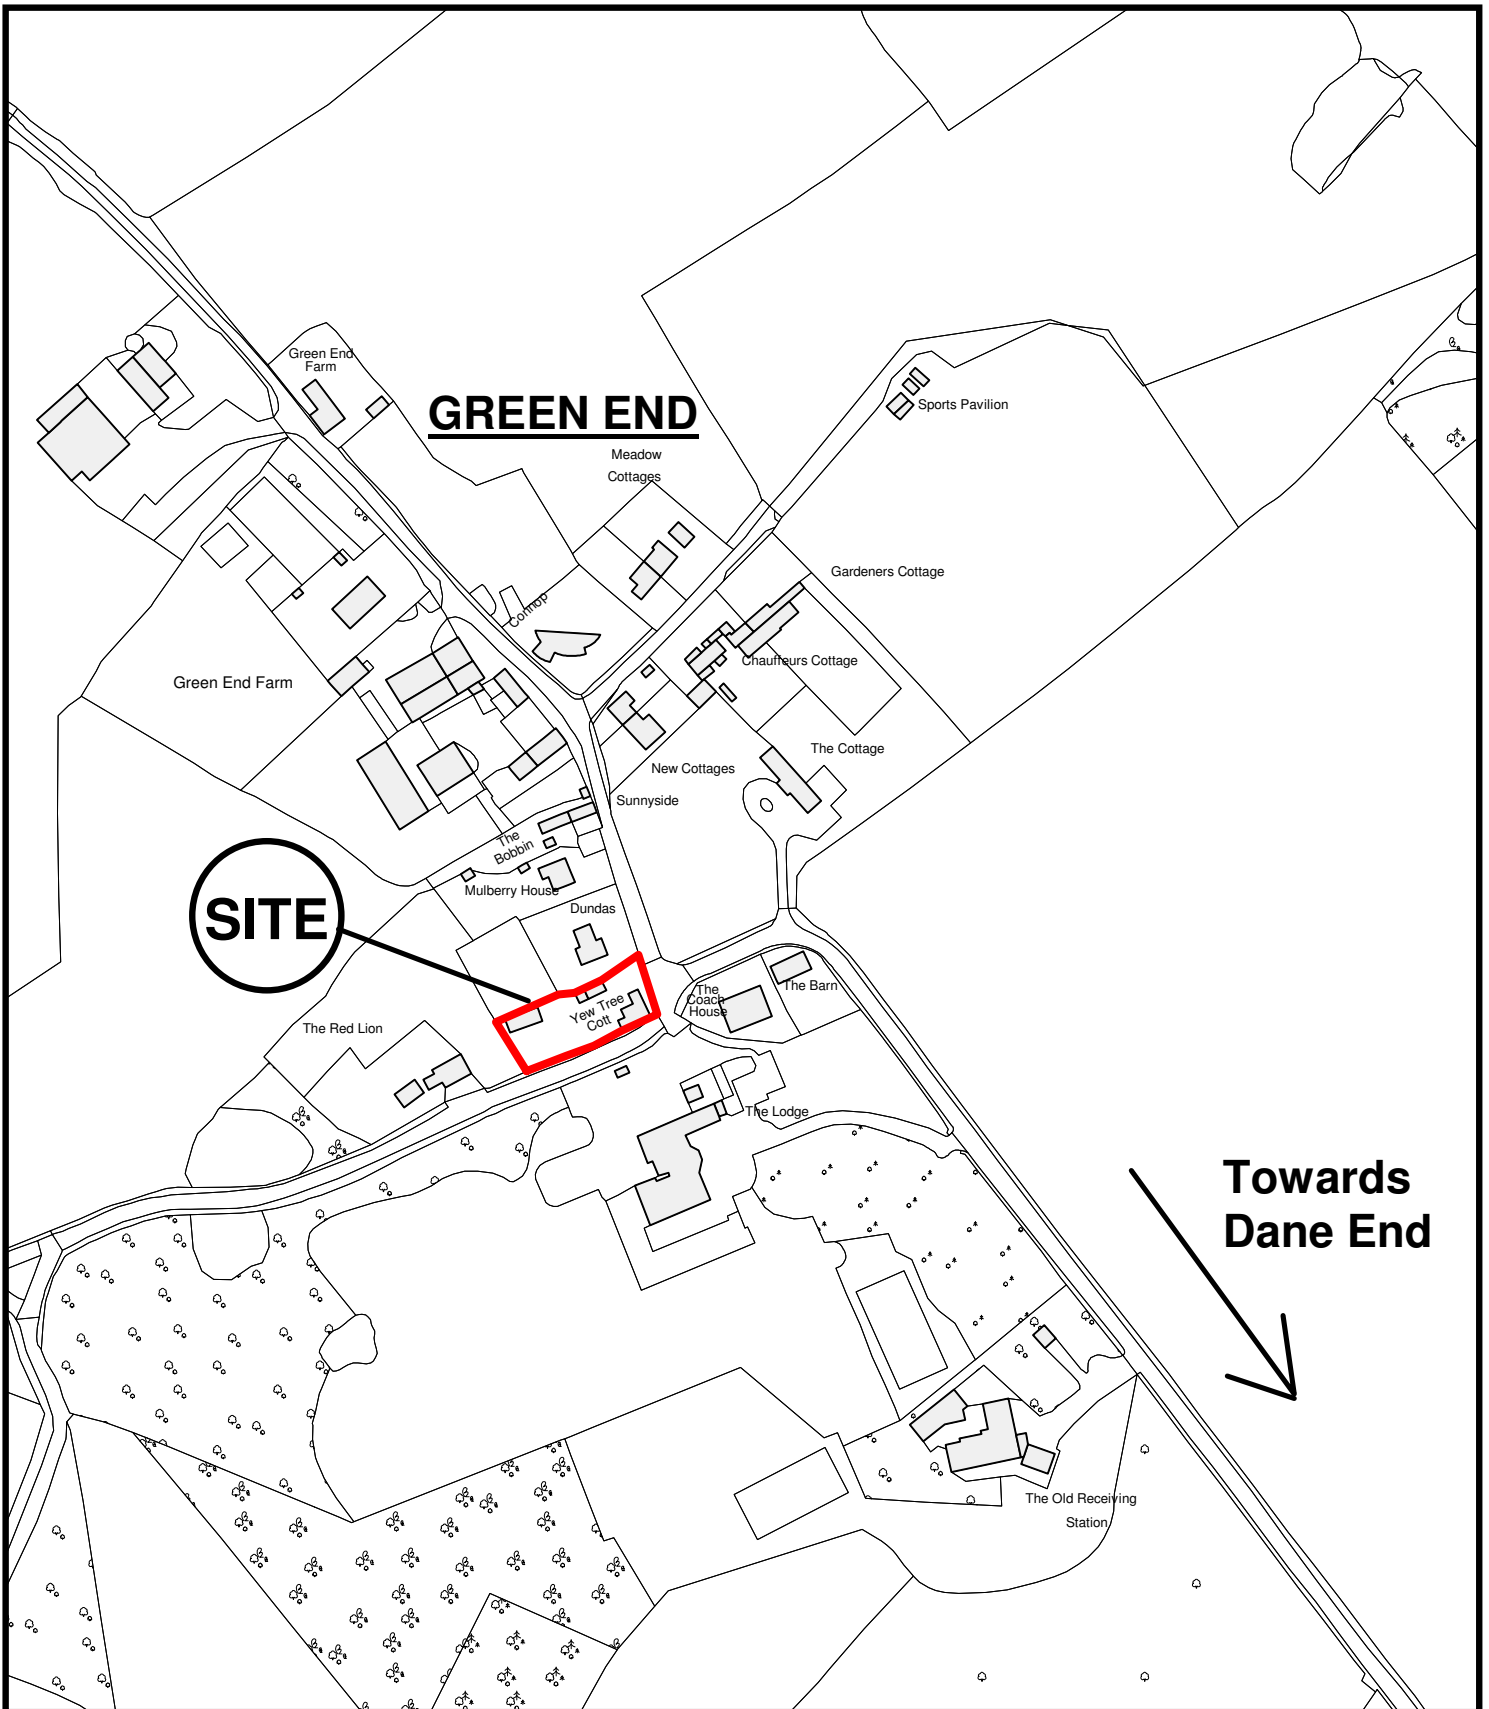 Green End
Farm
GREEN END
Sports Pavilion
Meadow
Cottages
Gardeners Cottage
Connop
Chauffeurs Cottage
Green End Farm
The Cottage
New Cottages
Sunnyside
The
Bobbin
Mulberry House
SITE
Dundas
The Barn
The
Coach
House
Yew Tree
Cott
The Red Lion
The Lodge
Towards
Dane End
The Old Receiving
Station